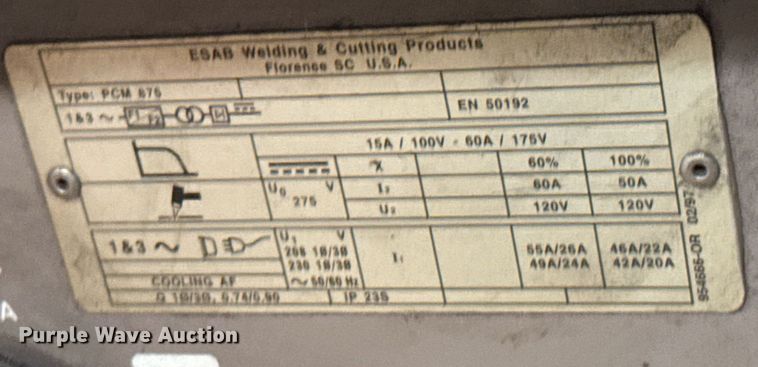 ESAB Welding & Cutting Products
Florence SC U.S.A.
Type: PCM 875
1&3 ~
EN 50192
15A / 100V - 60A / 175V
X 60% 100%
U₀ V
275
I₂ 60A 50A
U₂ 120V 120V
1&3 ~
U₁ V
208 1Ø/3Ø
230 1Ø/3Ø
~ 50/60 Hz
I₁
55A/26A 46A/22A
49A/24A 42A/20A
COOLING AF
IP 23S
954666-OR 02/97
A
Purple Wave Auction